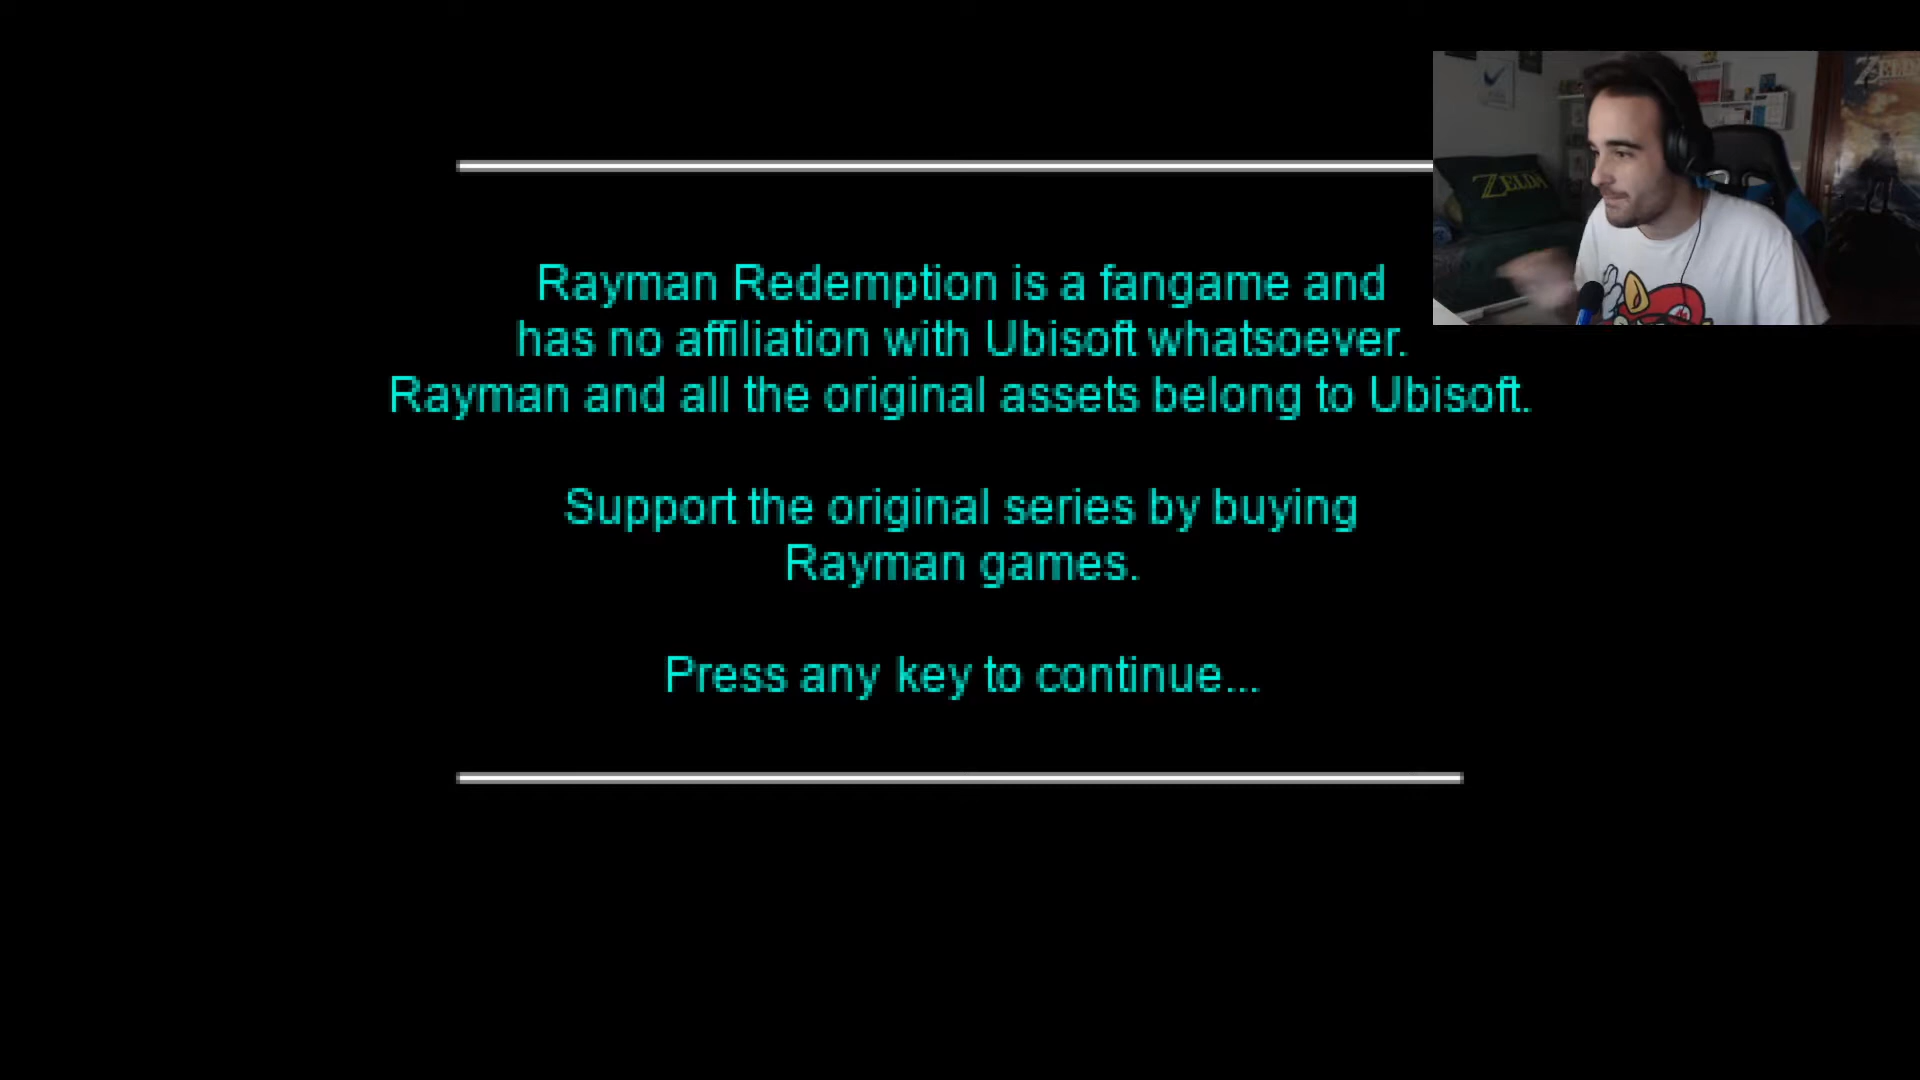 Rayman Redemption is a fangame and
has no affiliation with Ubisoft whatsoever.
Rayman and all the original assets belong to Ubisoft.
Support the original series by buying
Rayman games.
Press any key to continue...
ZELDA
ZELDA